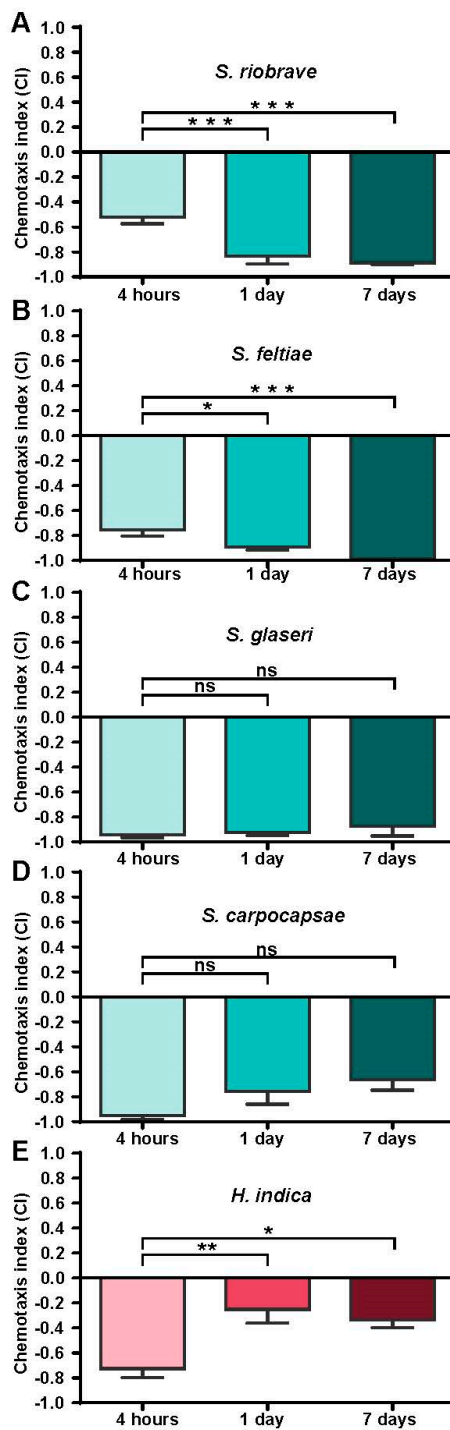 A
Chemotaxis index (CI)
1.0
0.8
0.6
0.4
0.2
0.0
-0.2
-0.4
-0.6
-0.8
-1.0
S. riobrave
* * *
* * *
4 hours 1 day 7 days
B
Chemotaxis index (CI)
1.0
0.8
0.6
0.4
0.2
0.0
-0.2
-0.4
-0.6
-0.8
-1.0
S. feltiae
* * *
*
4 hours 1 day 7 days
C
Chemotaxis index (CI)
1.0
0.8
0.6
0.4
0.2
0.0
-0.2
-0.4
-0.6
-0.8
-1.0
S. glaseri
ns
ns
4 hours 1 day 7 days
D
Chemotaxis index (CI)
1.0
0.8
0.6
0.4
0.2
0.0
-0.2
-0.4
-0.6
-0.8
-1.0
S. carpocapsae
ns
ns
4 hours 1 day 7 days
E
Chemotaxis index (CI)
1.0
0.8
0.6
0.4
0.2
0.0
-0.2
-0.4
-0.6
-0.8
-1.0
H. indica
*
**
4 hours 1 day 7 days